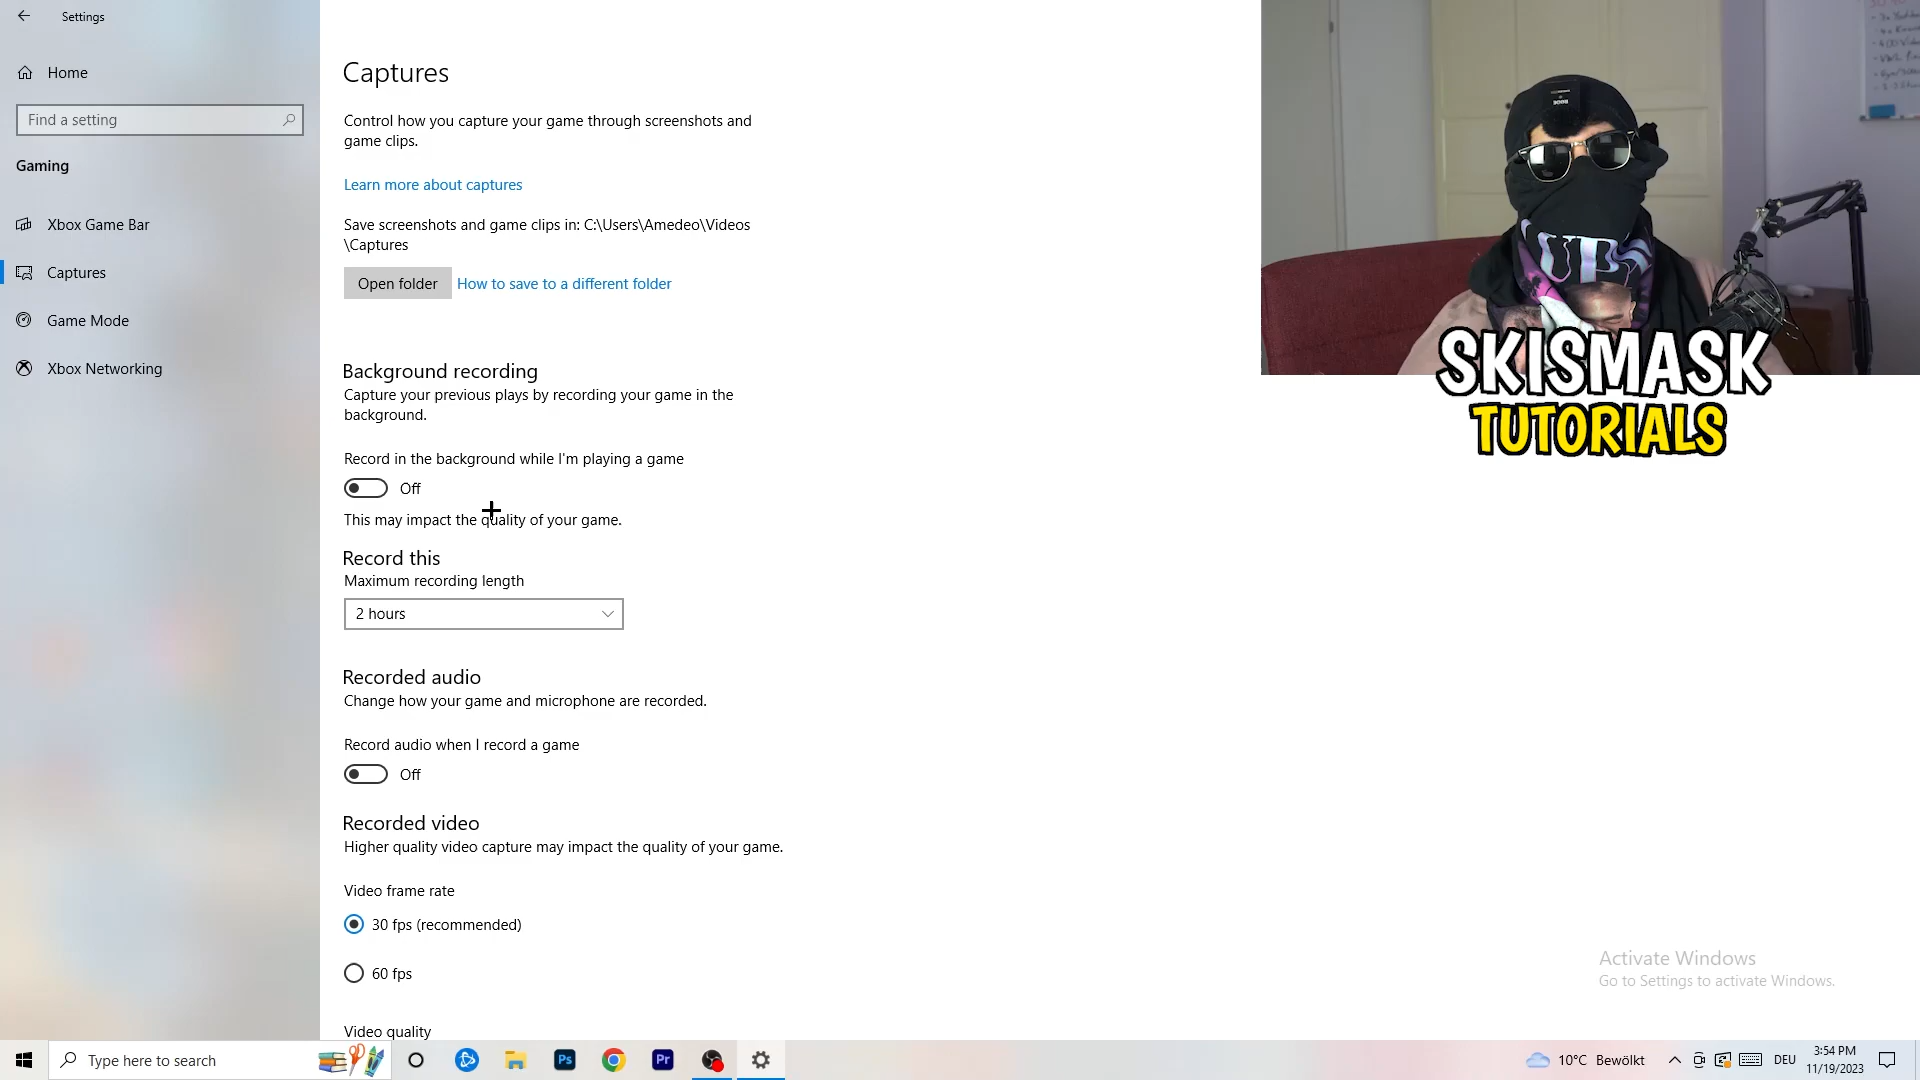 Settings
Home
Find a setting
Gaming
Xbox Game Bar
Captures
Game Mode
Xbox Networking
Captures
Control how you capture your game through screenshots and
game clips.
Learn more about captures
Save screenshots and game clips in: C:\Users\Amedeo\Videos
\Captures
Open folder
How to save to a different folder
Background recording
Capture your previous plays by recording your game in the
background.
Record in the background while I'm playing a game
Off
This may impact the quality of your game.
Record this
Maximum recording length
2 hours
Recorded audio
Change how your game and microphone are recorded.
Record audio when I record a game
Off
Recorded video
Higher quality video capture may impact the quality of your game.
Video frame rate
30 fps (recommended)
60 fps
Video quality
SKISMASK
TUTORIALS
Activate Windows
Go to Settings to activate Windows.
Type here to search
Ps
Pr
10°C Bewölkt
DEU
3:54 PM
11/19/2023